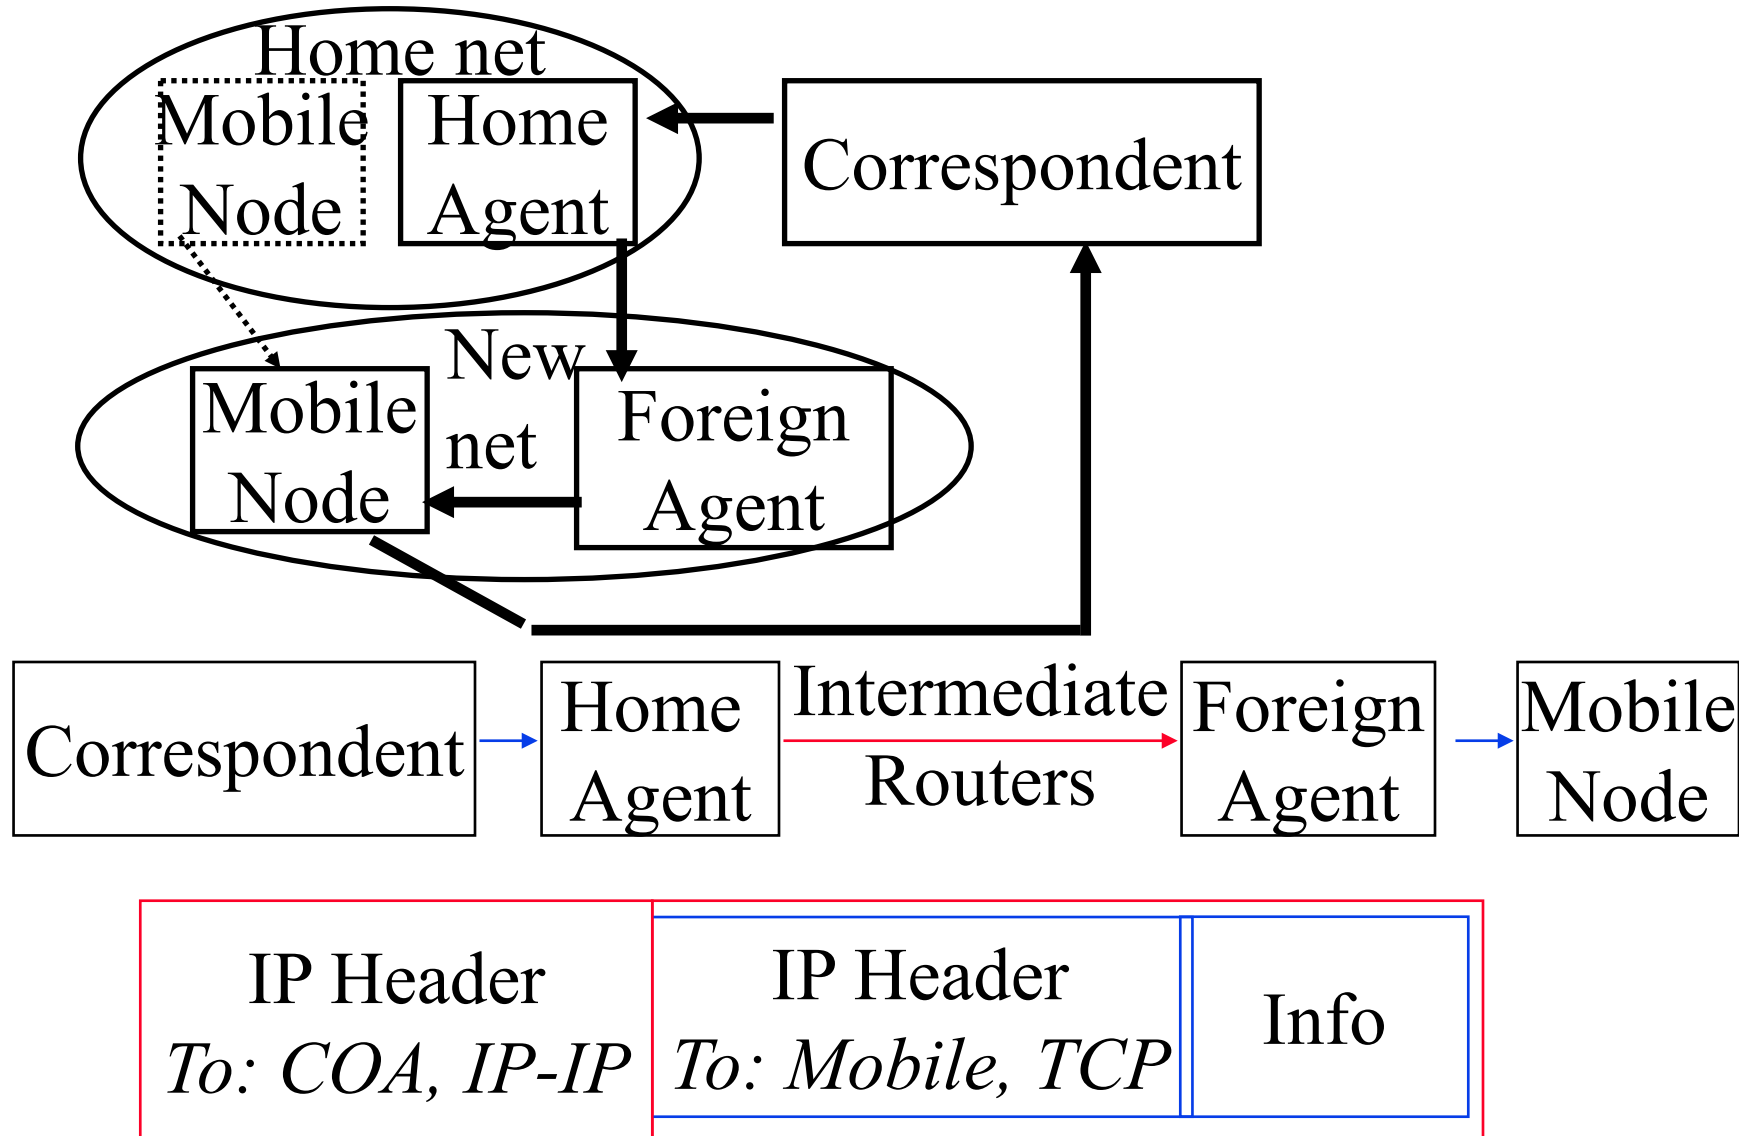 Home net
Mobile
Node
Home
Agent
Correspondent
New
net
Mobile
Node
Foreign
Agent
Correspondent
Home
Agent
Intermediate
Routers
Foreign
Agent
Mobile
Node
IP Header
To: COA, IP-IP
IP Header
To: Mobile, TCP
Info